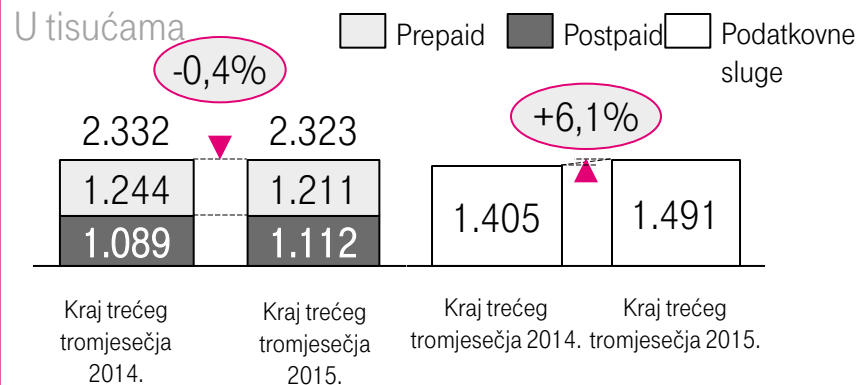 U tisućama
Prepaid
Postpaid
Podatkovne
sluge
-0,4%
+6,1%
2.332
2.323
1.244
1.211
1.089
1.112
1.405
1.491
Kraj trećeg
tromjesečja
2014.
Kraj trećeg
tromjesečja
2015.
Kraj trećeg
tromjesečja 2014.
Kraj trećeg
tromjesečja 2015.